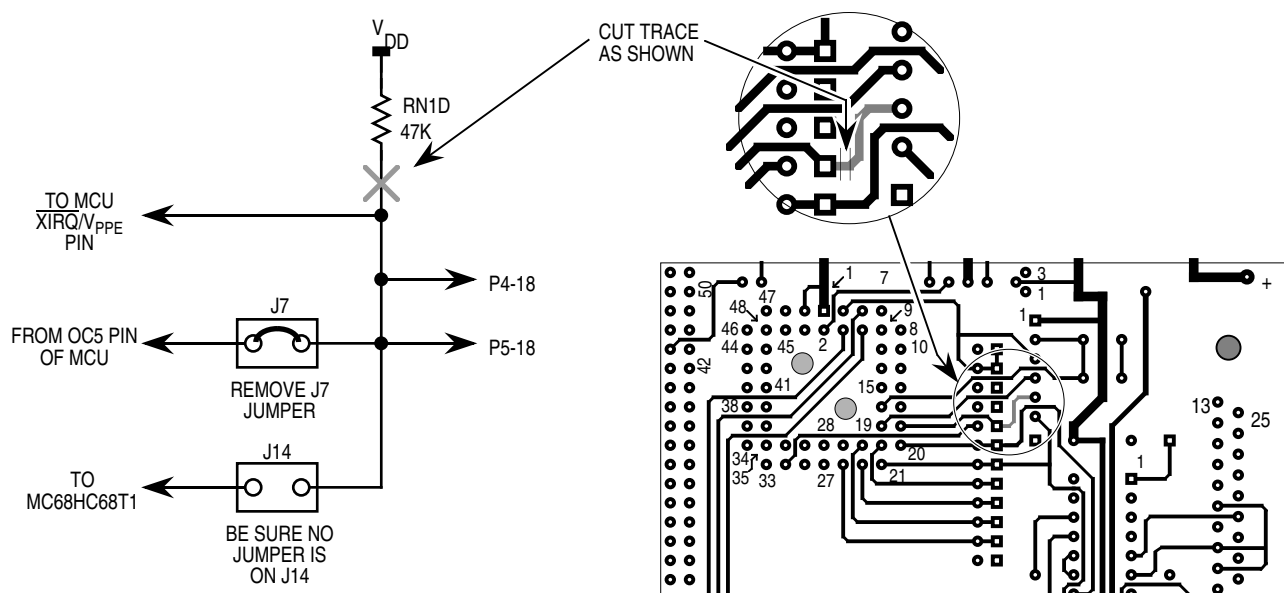 V
DD
RN1D
47K
CUT TRACE
AS SHOWN
TO MCU
XIRQ/VPPE
PIN
P4-18
J7
FROM OC5 PIN
OF MCU
P5-18
REMOVE J7
JUMPER
J14
TO
MC68HC68T1
BE SURE NO
JUMPER IS
ON J14
50
47
1
7
3
1
+
48
9
1
46
2
8
44
45
10
42
41
15
38
13
25
28
19
34
20
1
35
33
27
21